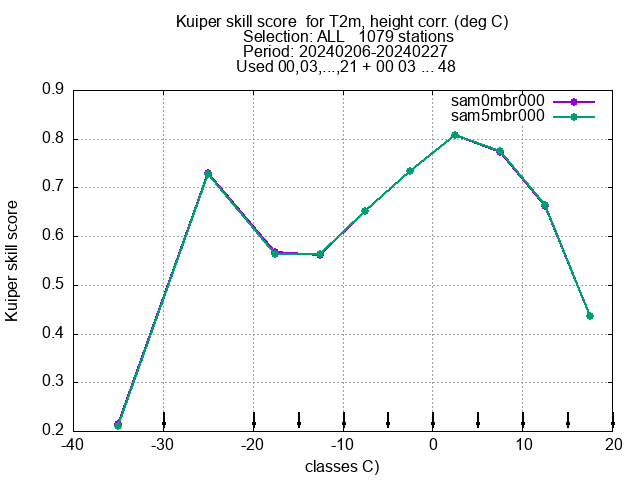 Kuiper skill score  for T2m, height corr. (deg C)
Selection: ALL   1079 stations
Period: 20240206-20240227
Used 00,03,...,21 + 00 03 ... 48
sam0mbr000
sam5mbr000
Kuiper skill score
0.9
0.8
0.7
0.6
0.5
0.4
0.3
0.2
-40
-30
-20
-10
0
10
20
classes C)